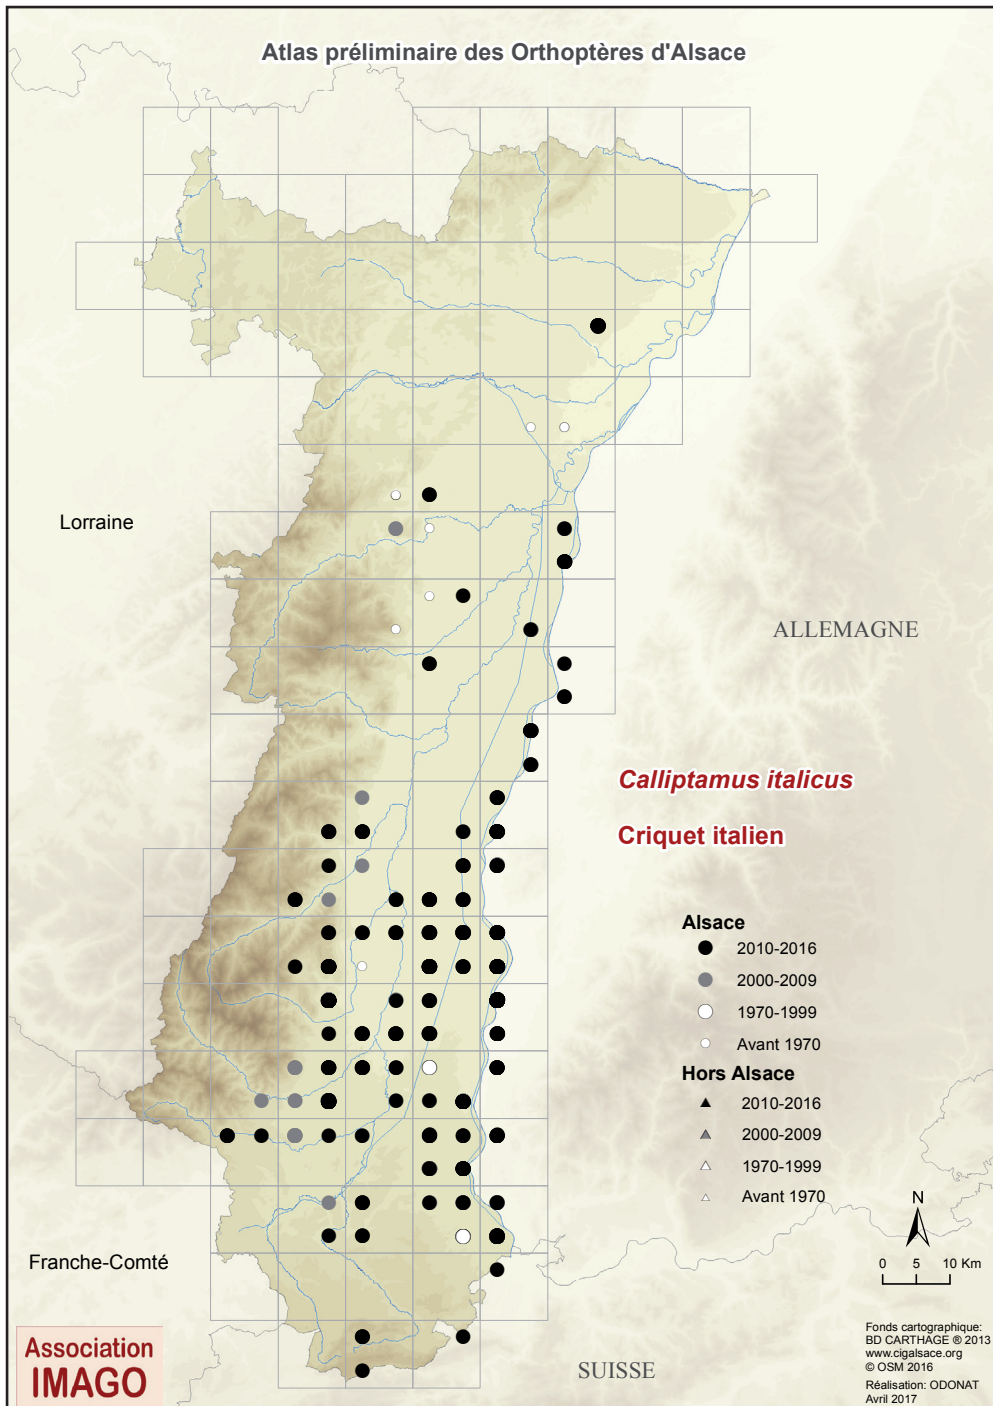 Atlas préliminaire des Orthoptères d'Alsace
Lorraine
ALLEMAGNE
Calliptamus italicus
Criquet italien
Alsace
2010-2016
2000-2009
1970-1999
Avant 1970
Hors Alsace
2010-2016
2000-2009
1970-1999
Avant 1970
N
0 5 10 Km
Franche-Comté
SUISSE
Association
IMAGO
Fonds cartographique:
BD CARTHAGE ® 2013
www.cigalsace.org
© OSM 2016
Réalisation: ODONAT
Avril 2017